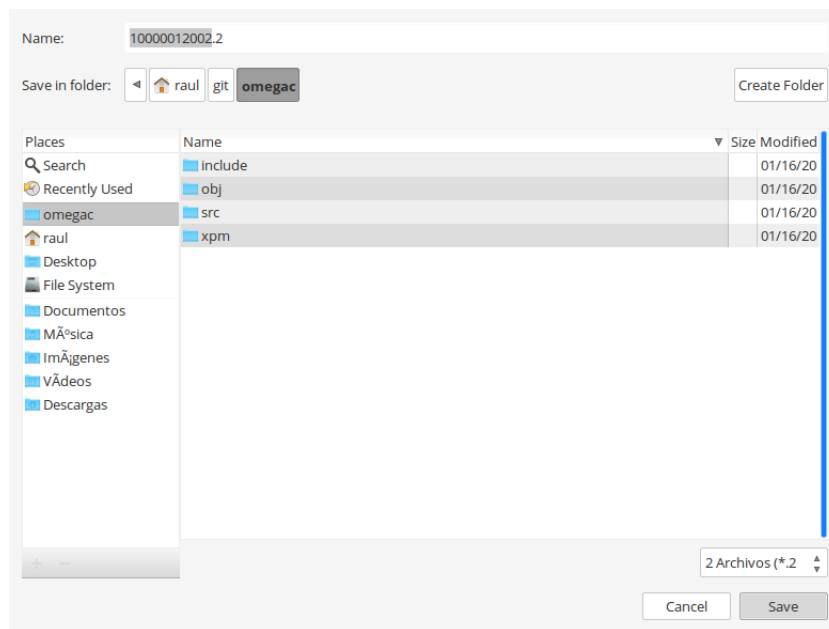 Name: 10000012002.2
Save in folder: raul git omegac Create Folder
Places Name Size Modified
Search include 01/16/20
Recently Used obj 01/16/20
omegac src 01/16/20
raul xpm 01/16/20
Desktop
File System
Documentos
MÃºsica
ImÃ¡genes
VÃdeos
Descargas
2 Archivos (*.2
Cancel Save